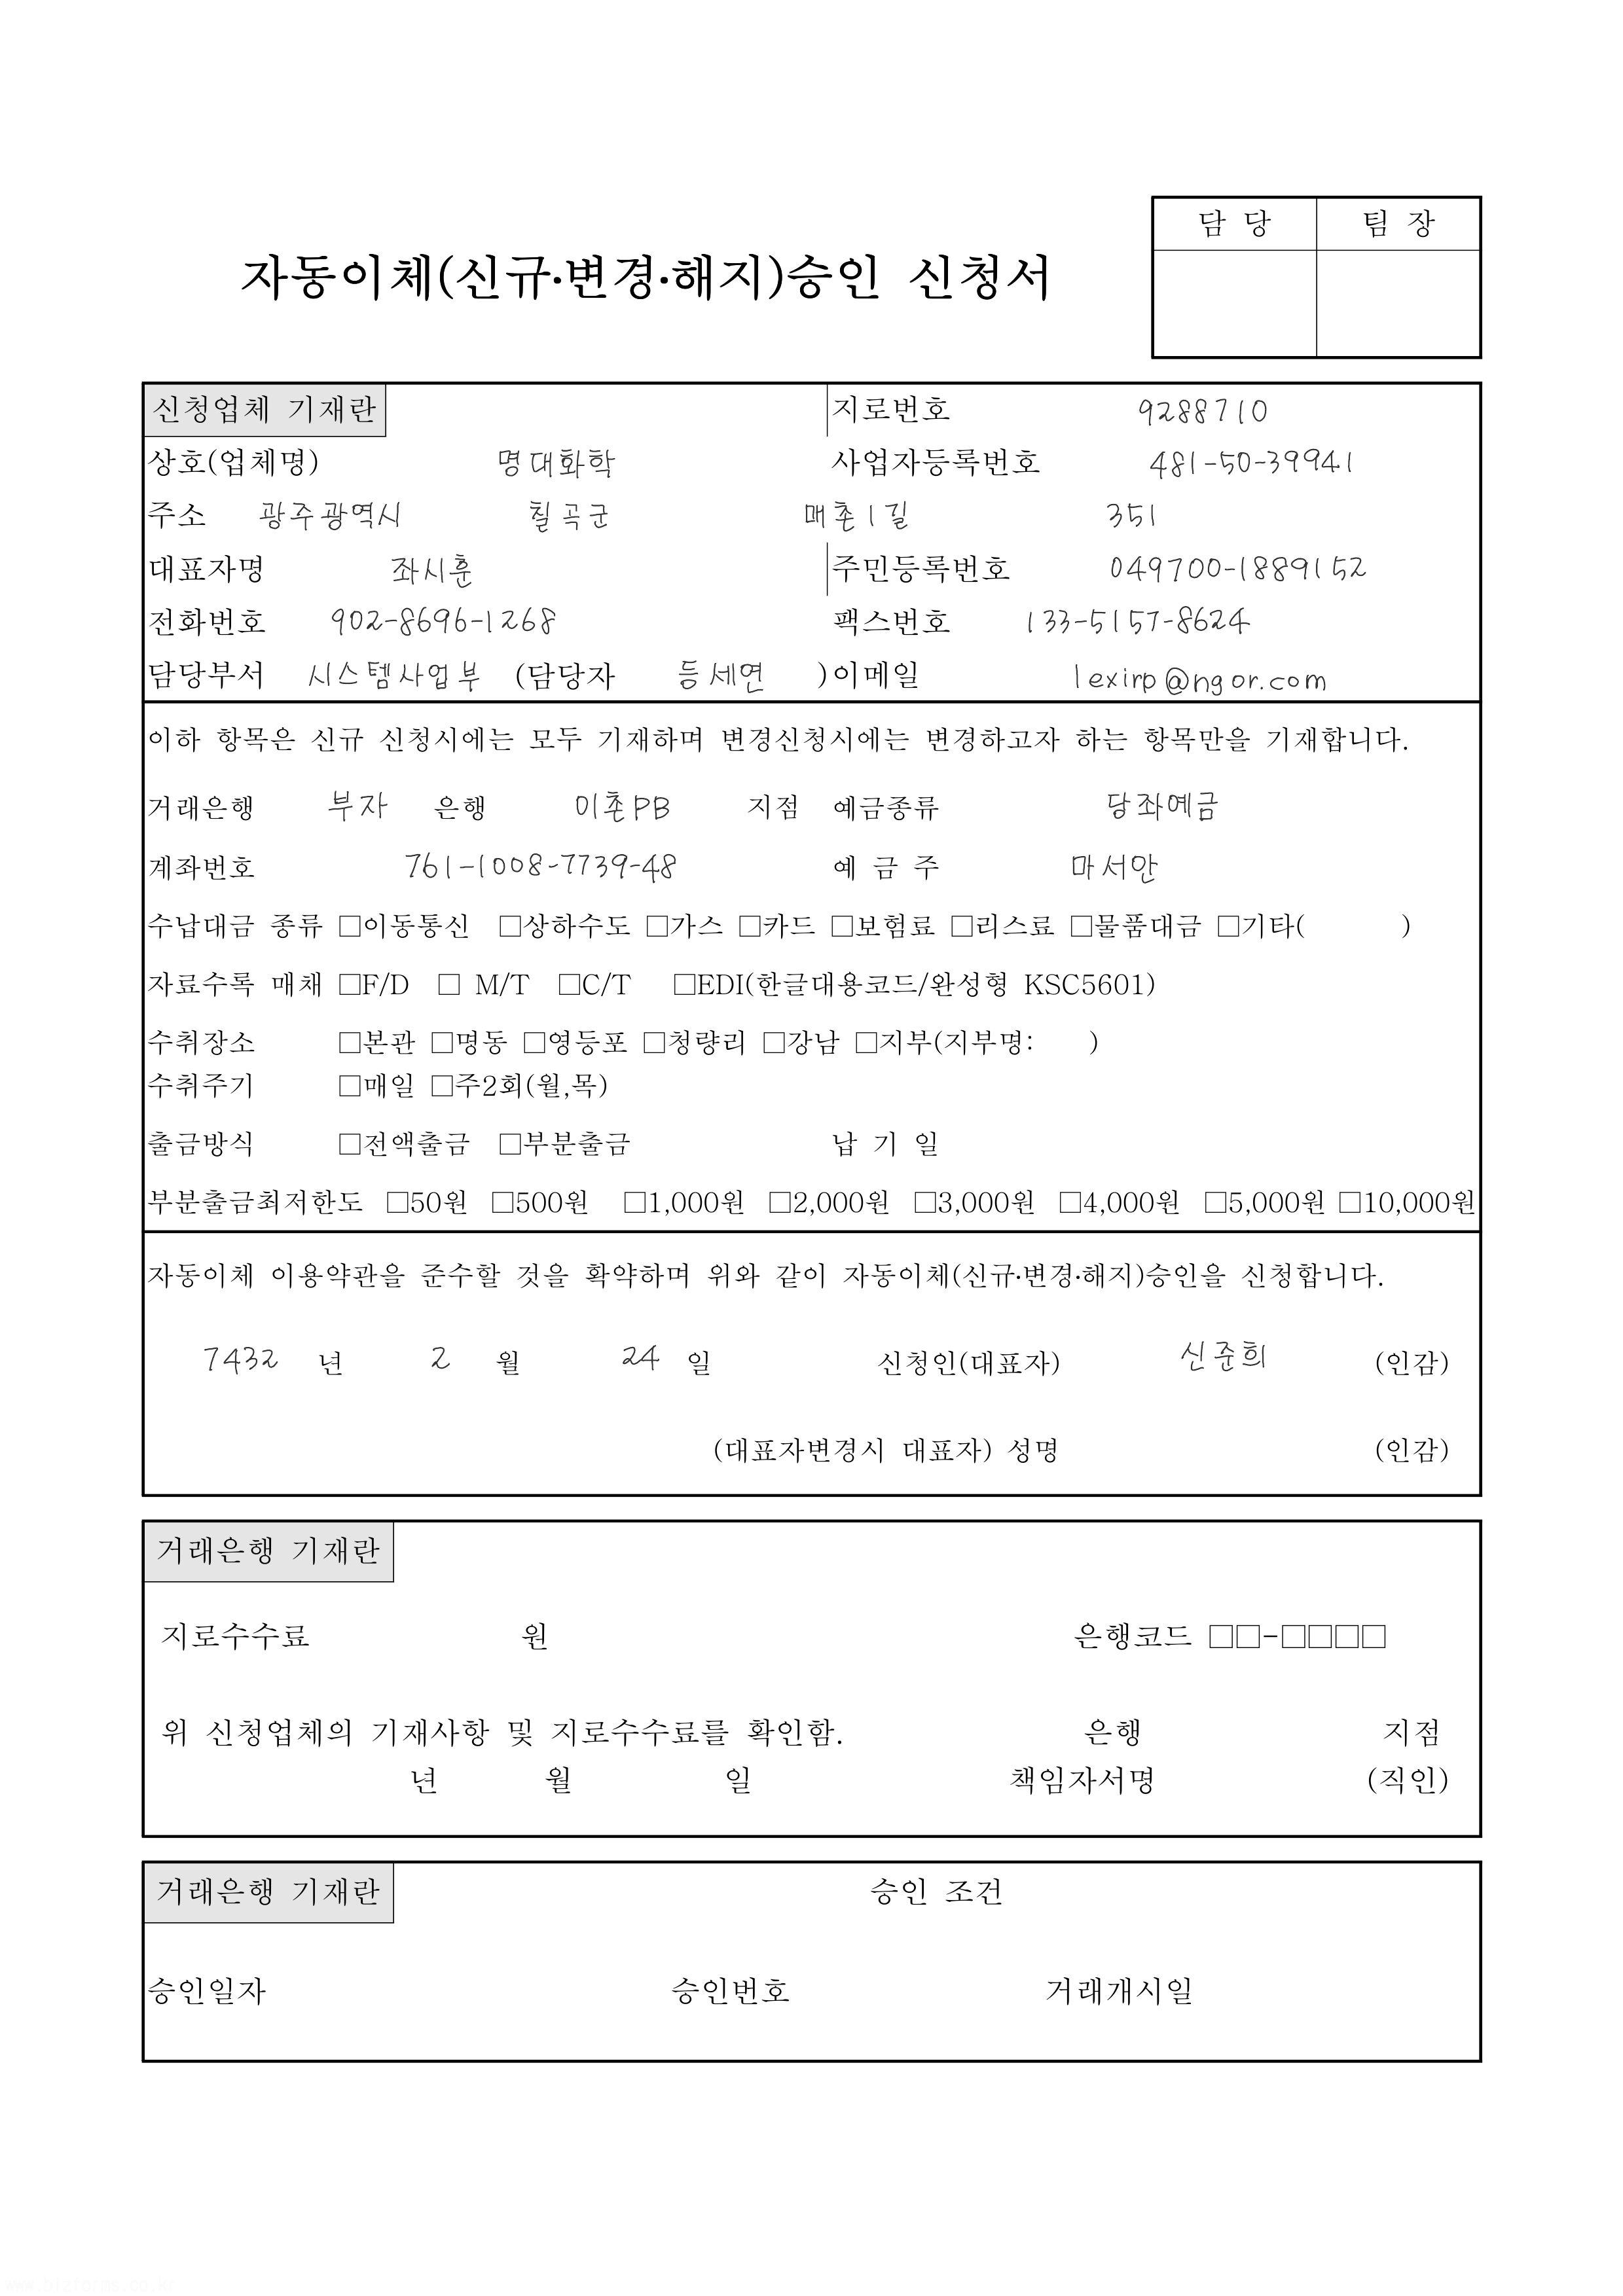 담 당 팀 장
자동이체(신규·변경·해지)승인 신청서
신청업체 기재란 지로번호 9288710
상호(업체명) 명대화학 사업자등록번호 481-50-39941
주소 광주광역시 칠곡군 매촌1길 351
대표자명 좌시훈 주민등록번호 049700-1889152
전화번호 902-8696-1268 팩스번호 133-5157-8624
담당부서 시스템사업부 (담당자 등세연 )이메일 lexirp@ngor.com
이하 항목은 신규 신청시에는 모두 기재하며 변경신청시에는 변경하고자 하는 항목만을 기재합니다.
거래은행 부자 은행 이촌PB 지점 예금종류 당좌예금
계좌번호 761-1008-7739-48 예 금 주 마서안
수납대금 종류 □이동통신 □상하수도 □가스 □카드 □보험료 □리스료 □물품대금 □기타( )
자료수록 매채 □F/D □ M/T □C/T □EDI(한글대용코드/완성형 KSC5601)
수취장소 □본관 □명동 □영등포 □청량리 □강남 □지부(지부명: )
수취주기 □매일 □주2회(월,목)
출금방식 □전액출금 □부분출금 납 기 일
부분출금최저한도 □50원 □500원 □1,000원 □2,000원 □3,000원 □4,000원 □5,000원 □10,000원
자동이체 이용약관을 준수할 것을 확약하며 위와 같이 자동이체(신규·변경·해지)승인을 신청합니다.
7432 년 2 월 24 일 신청인(대표자) 신준희 (인감)
(대표자변경시 대표자) 성명 (인감)
거래은행 기재란
지로수수료 원 은행코드 □□-□□□□
위 신청업체의 기재사항 및 지로수수료를 확인함. 은행 지점
년 월 일 책임자서명 (직인)
거래은행 기재란 승인 조건
승인일자 승인번호 거래개시일